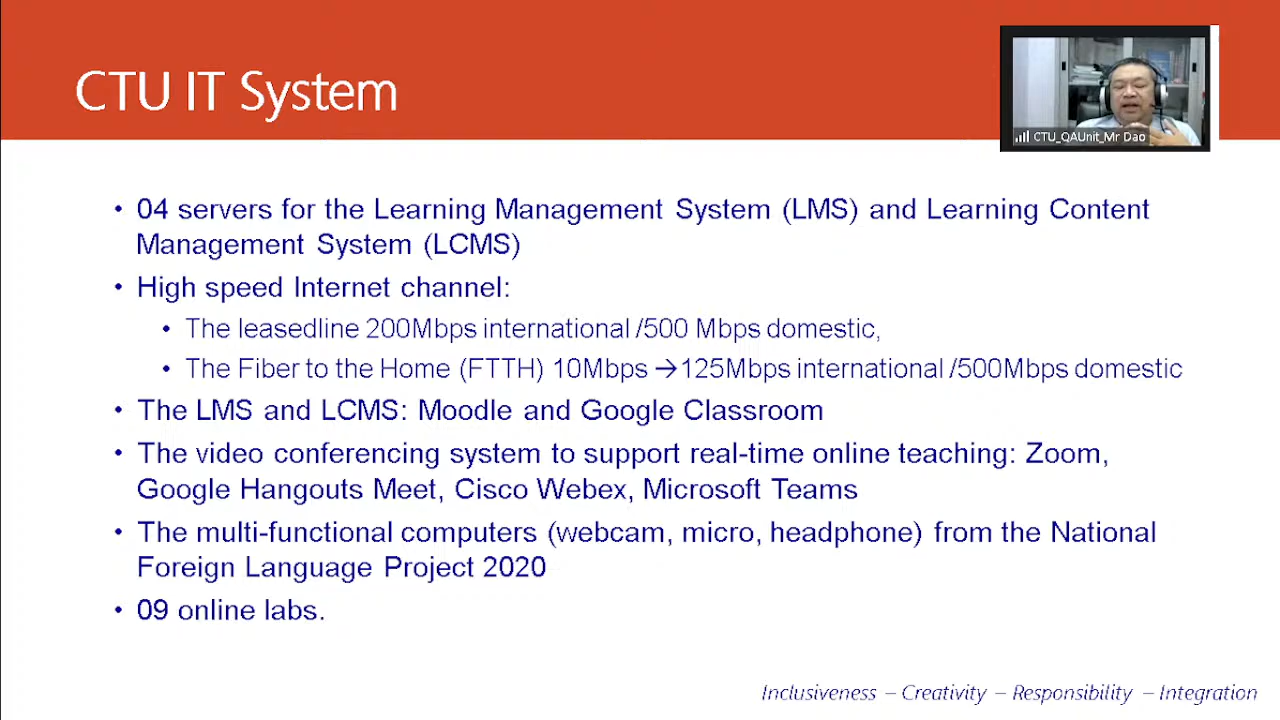 CTU IT System
CTU_QAUnit_Mr Dao
• 04 servers for the Learning Management System (LMS) and Learning Content
Management System (LCMS)
• High speed Internet channel:
• The leasedline 200Mbps international /500 Mbps domestic,
• The Fiber to the Home (FTTH) 10Mbps →125Mbps international /500Mbps domestic
• The LMS and LCMS: Moodle and Google Classroom
• The video conferencing system to support real-time online teaching: Zoom,
Google Hangouts Meet, Cisco Webex, Microsoft Teams
• The multi-functional computers (webcam, micro, headphone) from the National
Foreign Language Project 2020
• 09 online labs.
Inclusiveness – Creativity – Responsibility – Integration